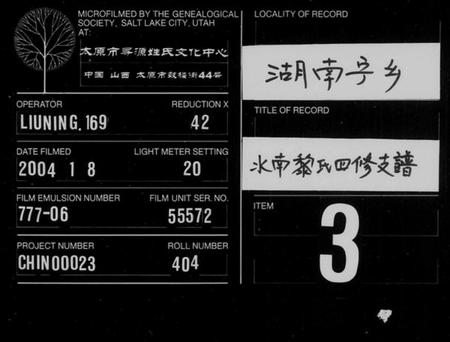 MICROFILMED BY THE GENEALOGICAL
SOCIETY, SALT LAKE CITY, UTAH
AT:
太原市寻源姓氏文化中心
中国 山西 太原市鼓楼街44号
OPERATOR
LIUNING.169
REDUCTION X
42
DATE FILMED
2004 1 8
LIGHT METER SETTING
20
FILM EMULSION NUMBER
777-06
FILM UNIT SER. NO.
55572
PROJECT NUMBER
CHIN00023
ROLL NUMBER
404
LOCALITY OF RECORD
湖南宁乡
TITLE OF RECORD
水南黎氏四修支譜
ITEM
3